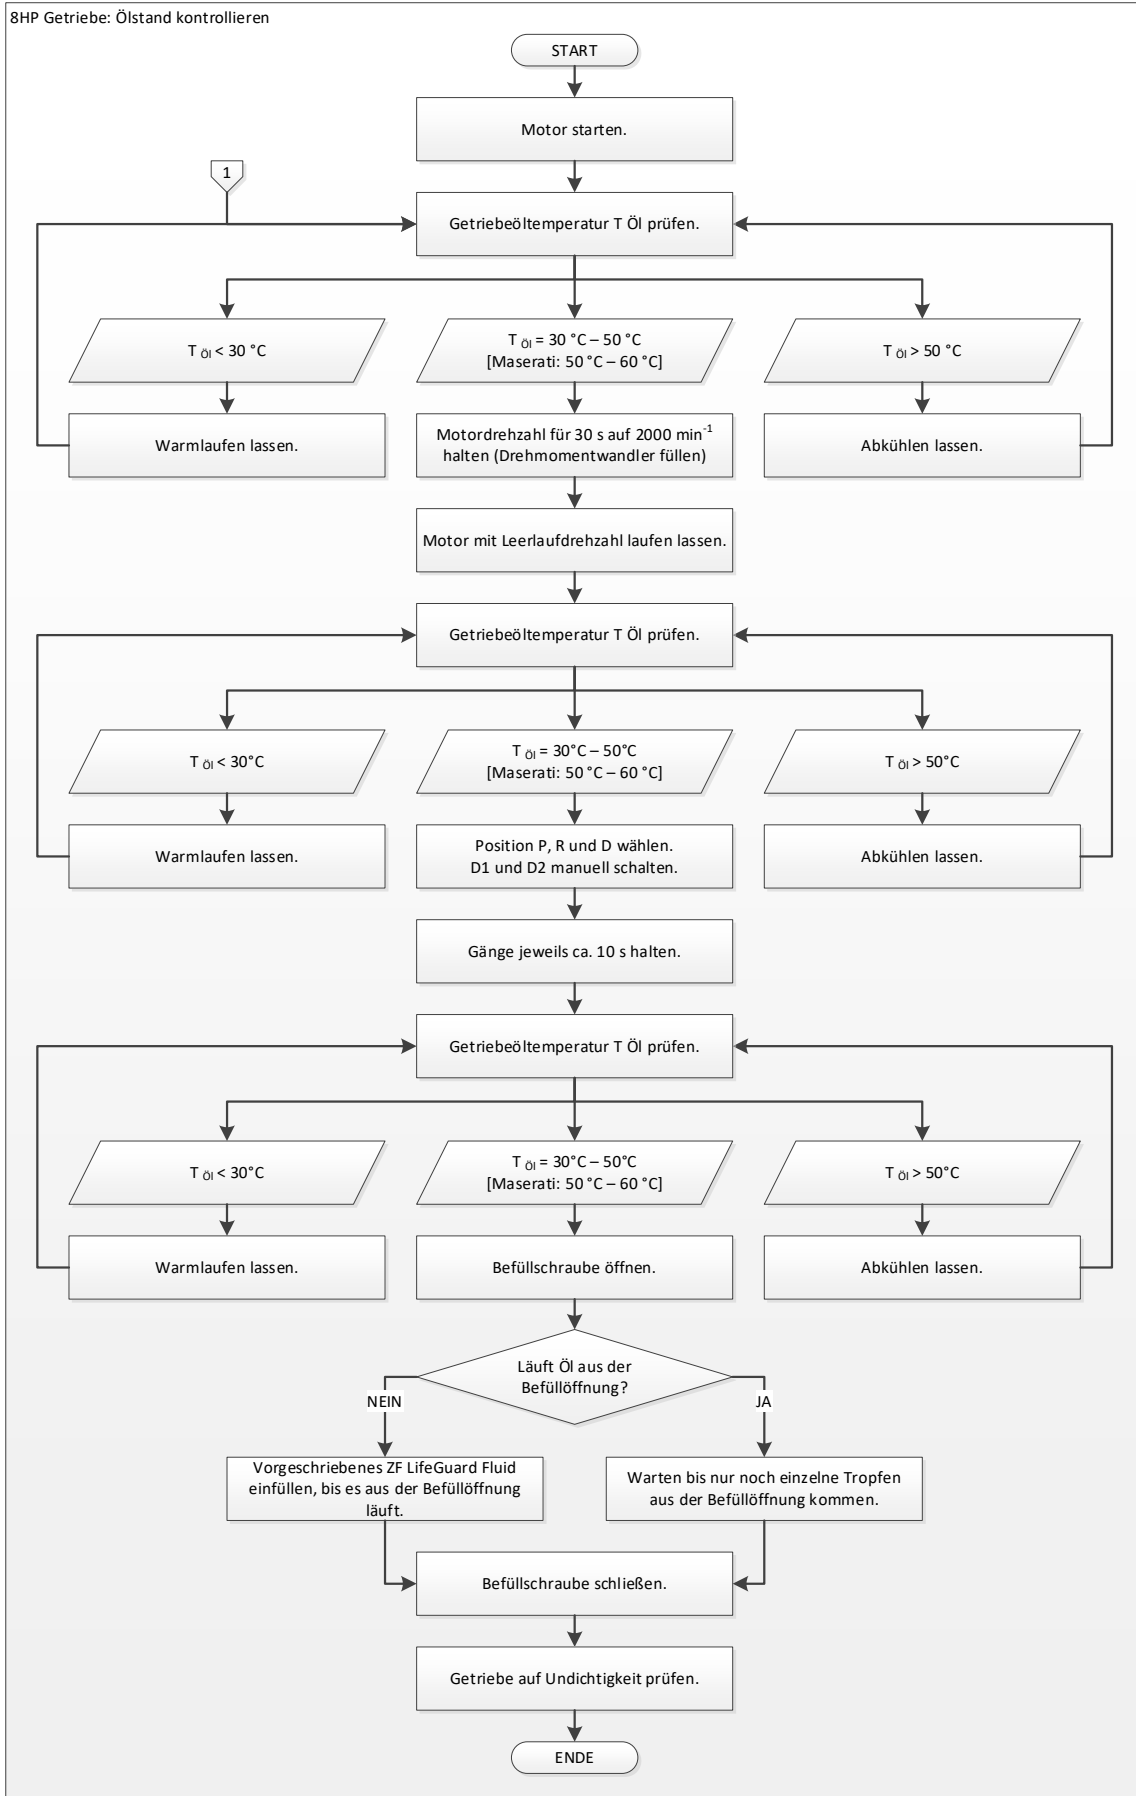 8HP Getriebe: Ölstand kontrollieren
START
Motor starten.
1
Getriebeöltemperatur T Öl prüfen.
T Öl < 30 °C
T Öl = 30 °C – 50 °C
[Maserati: 50 °C – 60 °C]
T Öl > 50 °C
Warmlaufen lassen.
Motordrehzahl für 30 s auf 2000 min-1
halten (Drehmomentwandler füllen)
Abkühlen lassen.
Motor mit Leerlaufdrehzahl laufen lassen.
Getriebeöltemperatur T Öl prüfen.
T Öl < 30°C
T Öl = 30°C – 50°C
[Maserati: 50 °C – 60 °C]
T Öl > 50°C
Warmlaufen lassen.
Position P, R und D wählen.
D1 und D2 manuell schalten.
Abkühlen lassen.
Gänge jeweils ca. 10 s halten.
Getriebeöltemperatur T Öl prüfen.
T Öl < 30°C
T Öl = 30°C – 50°C
[Maserati: 50 °C – 60 °C]
T Öl > 50°C
Warmlaufen lassen.
Befüllschraube öffnen.
Abkühlen lassen.
Läuft Öl aus der
Befüllöffnung?
NEIN
JA
Vorgeschriebenes ZF LifeGuard Fluid
einfüllen, bis es aus der Befüllöffnung
läuft.
Warten bis nur noch einzelne Tropfen
aus der Befüllöffnung kommen.
Befüllschraube schließen.
Getriebe auf Undichtigkeit prüfen.
ENDE